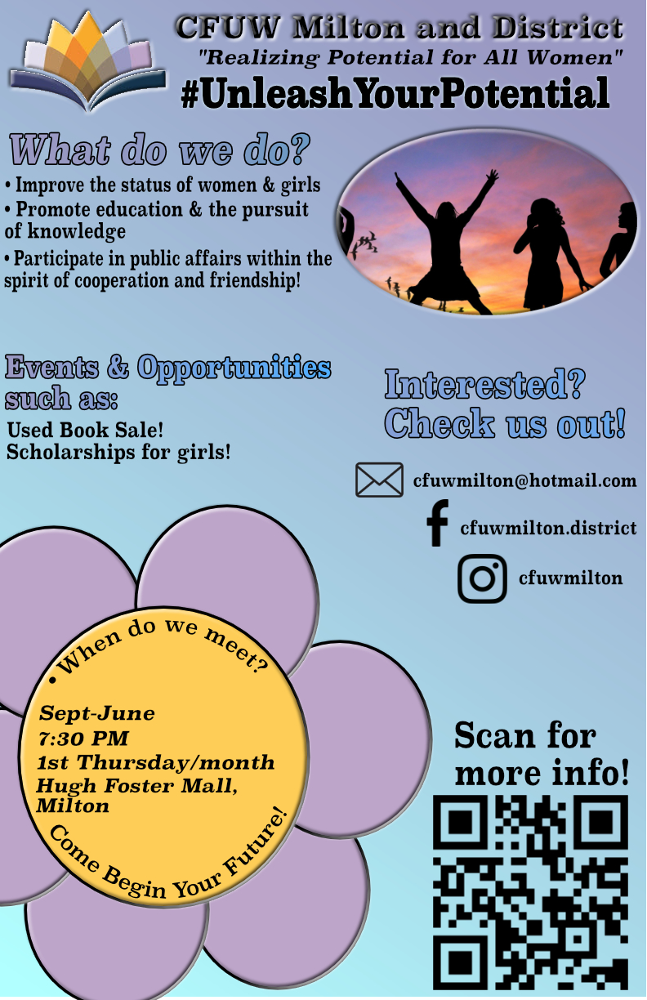 CFUW Milton and District
"Realizing Potential for All Women"
#UnleashYourPotential
What do we do?
• Improve the status of women & girls
• Promote education & the pursuit
of knowledge
• Participate in public affairs within the
spirit of cooperation and friendship!
Events & Opportunities
such as:
Used Book Sale!
Scholarships for girls!
Interested?
Check us out!
cfuwmilton@hotmail.com
cfuwmilton.district
cfuwmilton
• When do we meet?
Sept-June
7:30 PM
1st Thursday/month
Hugh Foster Mall,
Milton
Come Begin Your Future!
Scan for
more info!